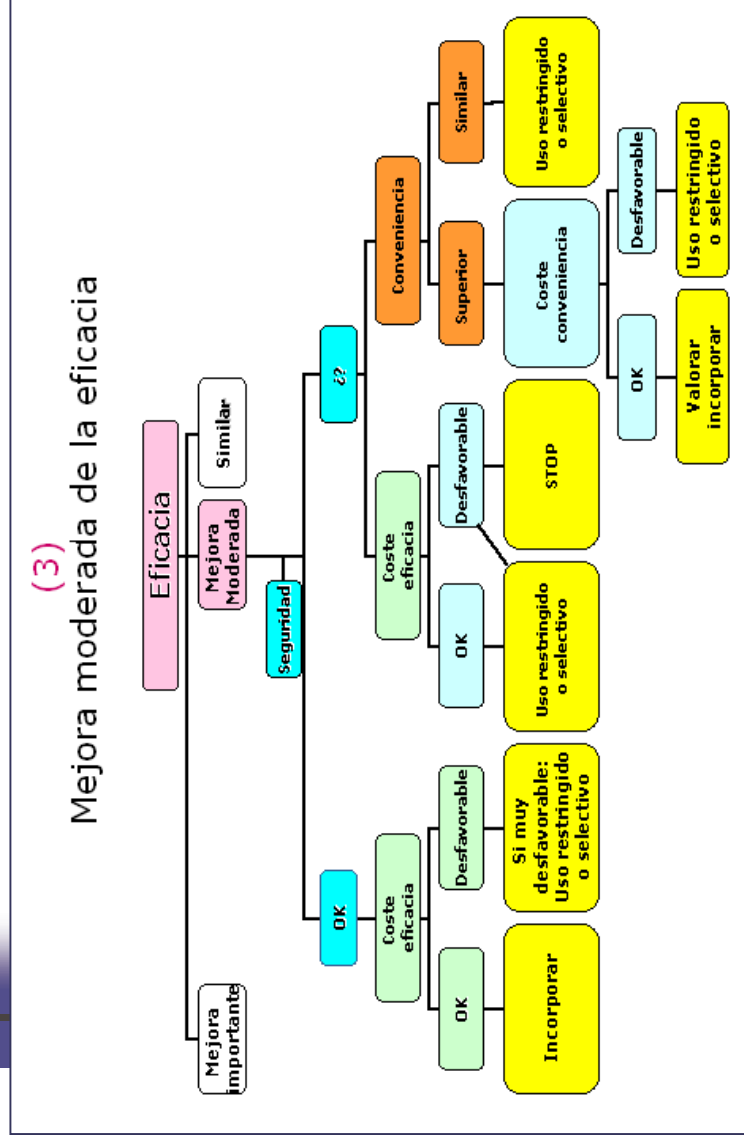 (3)
Mejora moderada de la eficacia
Eficacia
Mejora
importante
Mejora
Moderada
Similar
Seguridad
OK
¿?
Coste
eficacia
Coste
eficacia
Conveniencia
OK
Desfavorable
OK
Desfavorable
Superior
Similar
Incorporar
Si muy
desfavorable:
Uso restringido
o selectivo
Uso restringido
o selectivo
STOP
Coste
conveniencia
Uso restringido
o selectivo
OK
Desfavorable
Valorar
incorporar
Uso restringido
o selectivo